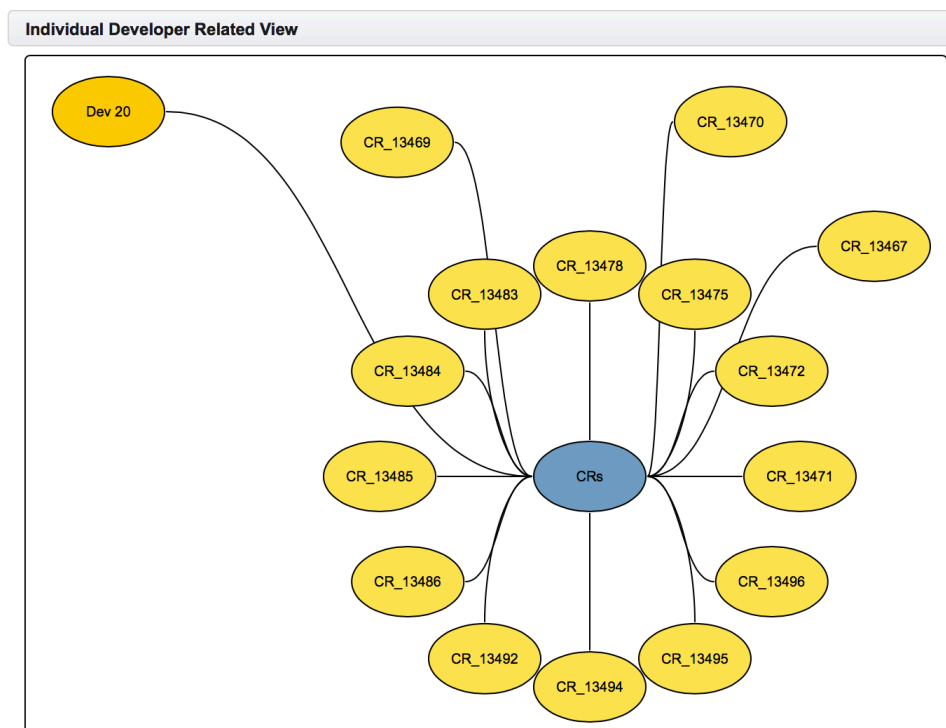 Individual Developer Related View
Dev 20
CR_13470
CR_13469
CR_13467
CR_13478
CR_13483
CR_13475
CR_13484
CR_13472
CR_13485
CRs
CR_13471
CR_13486
CR_13496
CR_13492
CR_13495
CR_13494